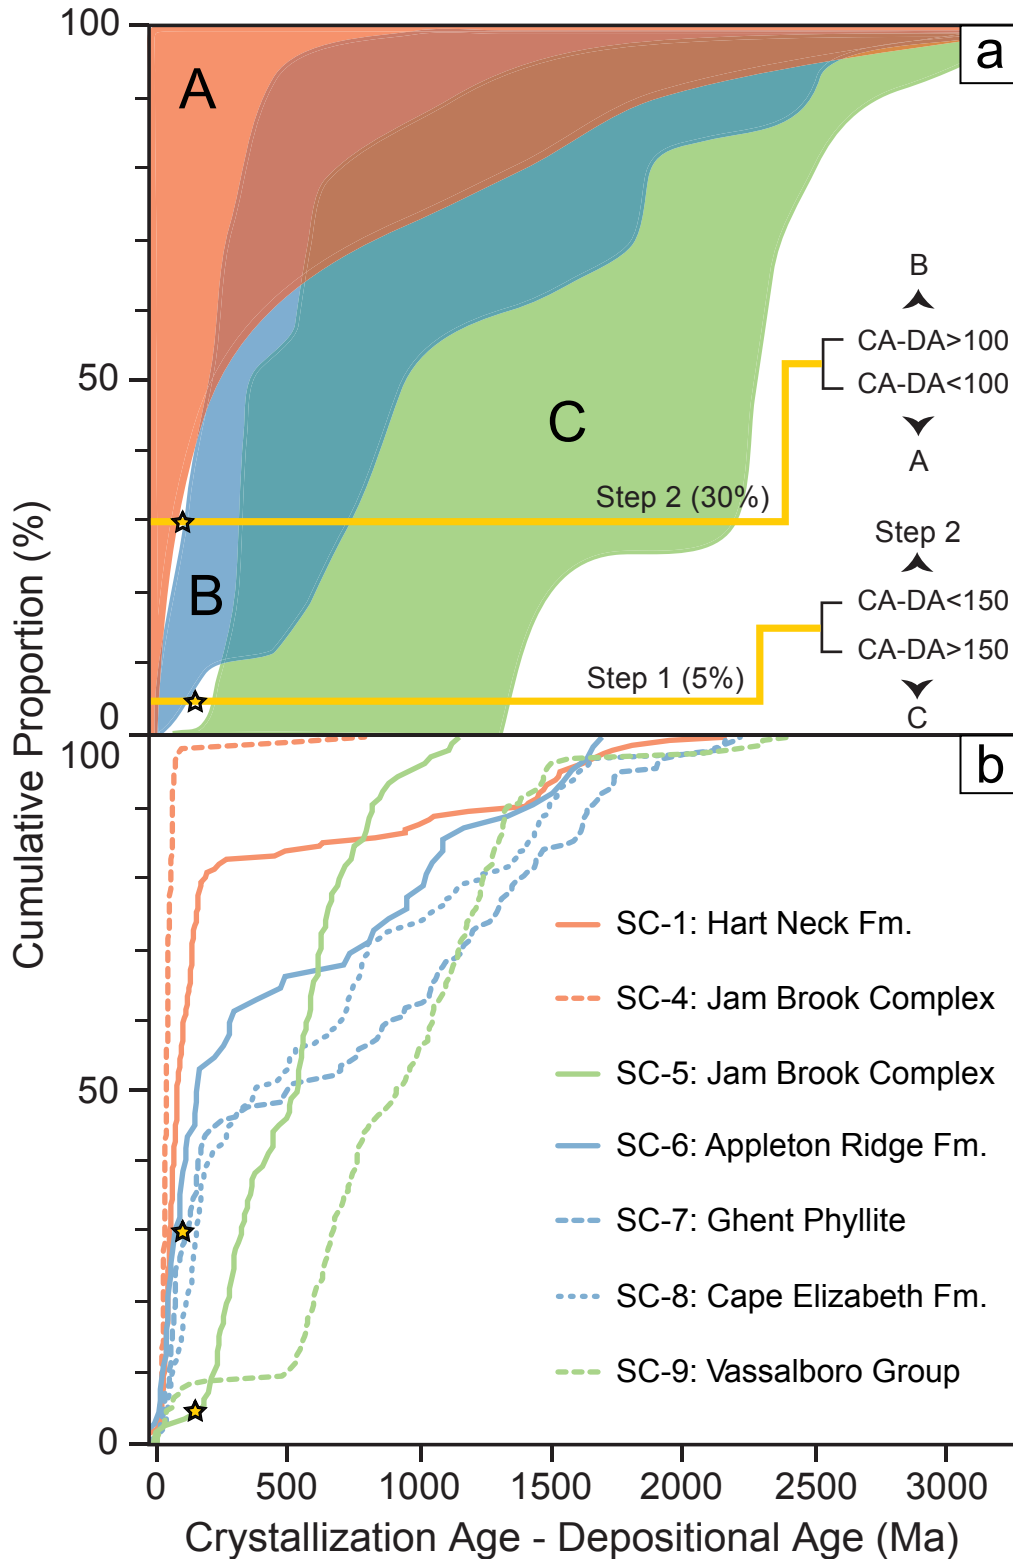 100
a
A
B
CA-DA>100
CA-DA<100
50
C
A
Step 2 (30%)
Step 2
B
CA-DA<150
CA-DA>150
Step 1 (5%)
C
0
Cumulative Proportion (%)
100
b
SC-1: Hart Neck Fm.
SC-4: Jam Brook Complex
SC-5: Jam Brook Complex
50
SC-6: Appleton Ridge Fm.
SC-7: Ghent Phyllite
SC-8: Cape Elizabeth Fm.
SC-9: Vassalboro Group
0
0 500 1000 1500 2000 2500 3000
Crystallization Age - Depositional Age (Ma)